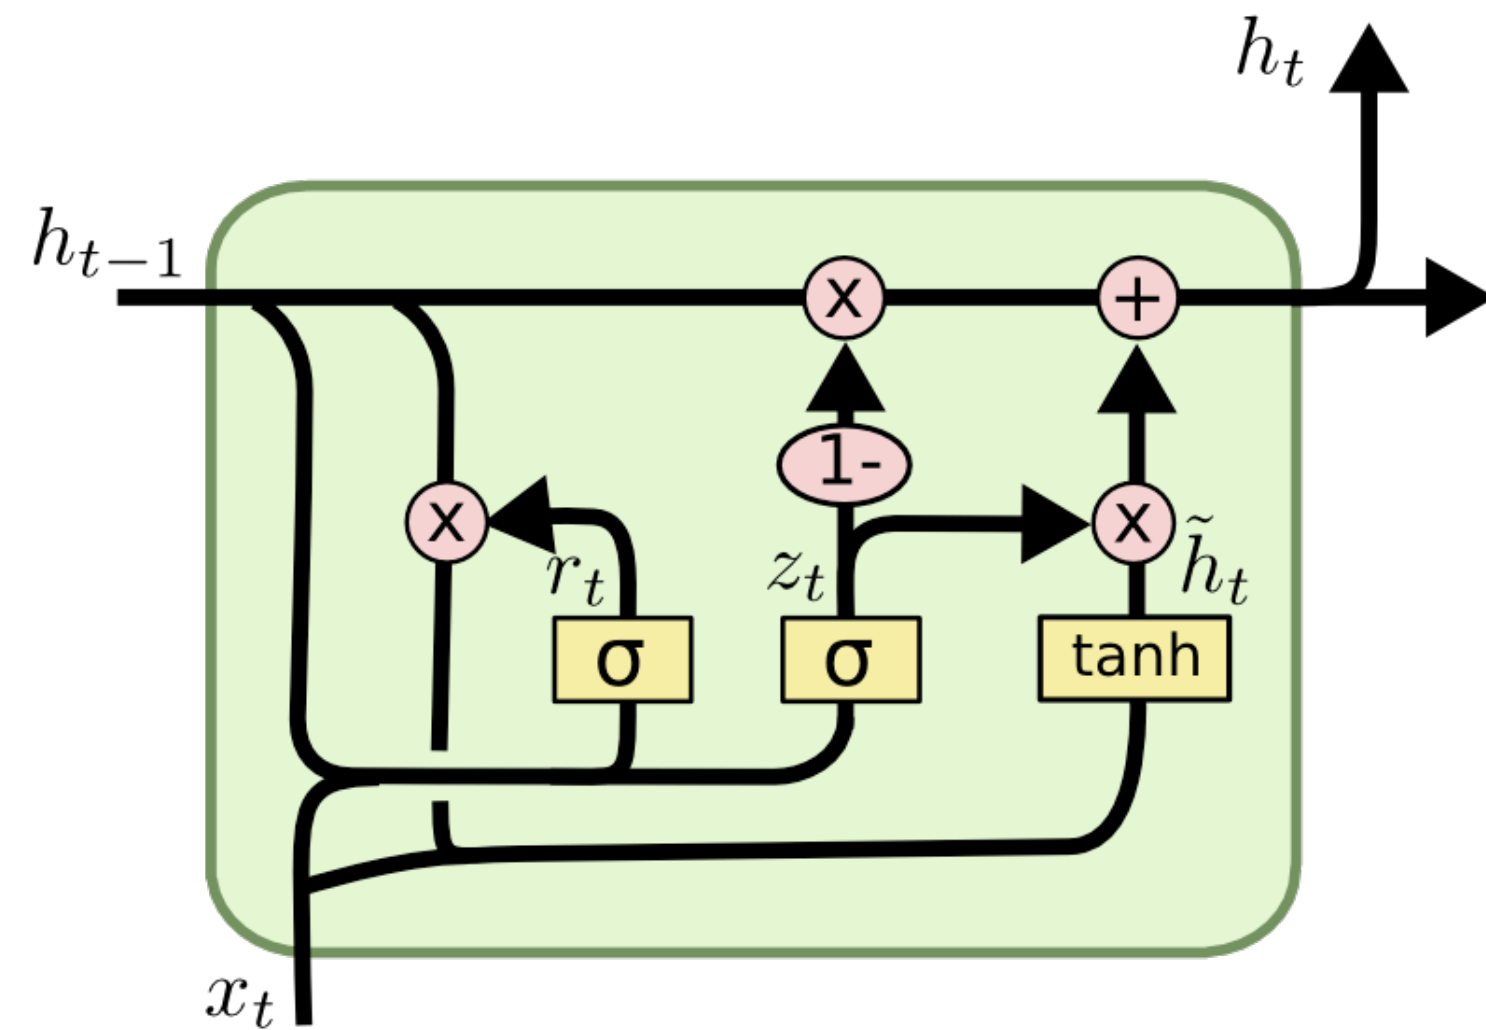 h_t
h_{t-1}
x +
1-
x r_t z_t x h̃_t
σ σ tanh
x_t